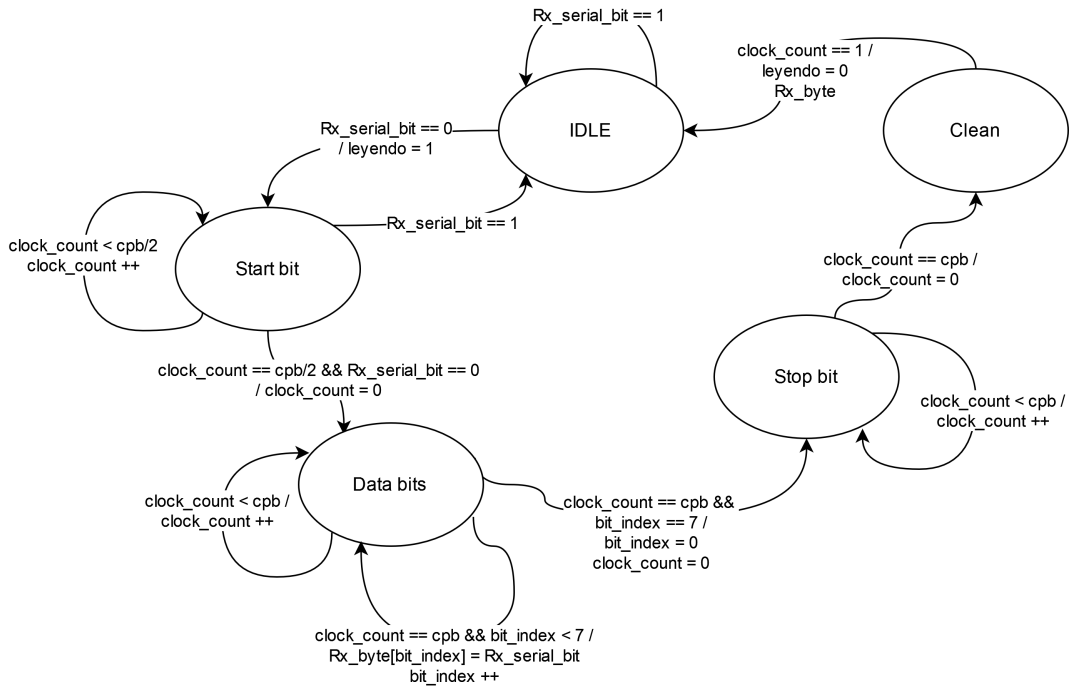 Rx_serial_bit == 1
clock_count == 1 /
leyendo = 0
Rx_byte
IDLE
Clean
Rx_serial_bit == 0
/ leyendo = 1
Rx_serial_bit == 1
clock_count < cpb/2
clock_count ++
Start bit
clock_count == cpb /
clock_count = 0
clock_count == cpb/2 && Rx_serial_bit == 0
/ clock_count = 0
Stop bit
clock_count < cpb /
clock_count ++
Data bits
clock_count < cpb /
clock_count ++
clock_count == cpb &&
bit_index == 7 /
bit_index = 0
clock_count = 0
clock_count == cpb && bit_index < 7 /
Rx_byte[bit_index] = Rx_serial_bit
bit_index ++